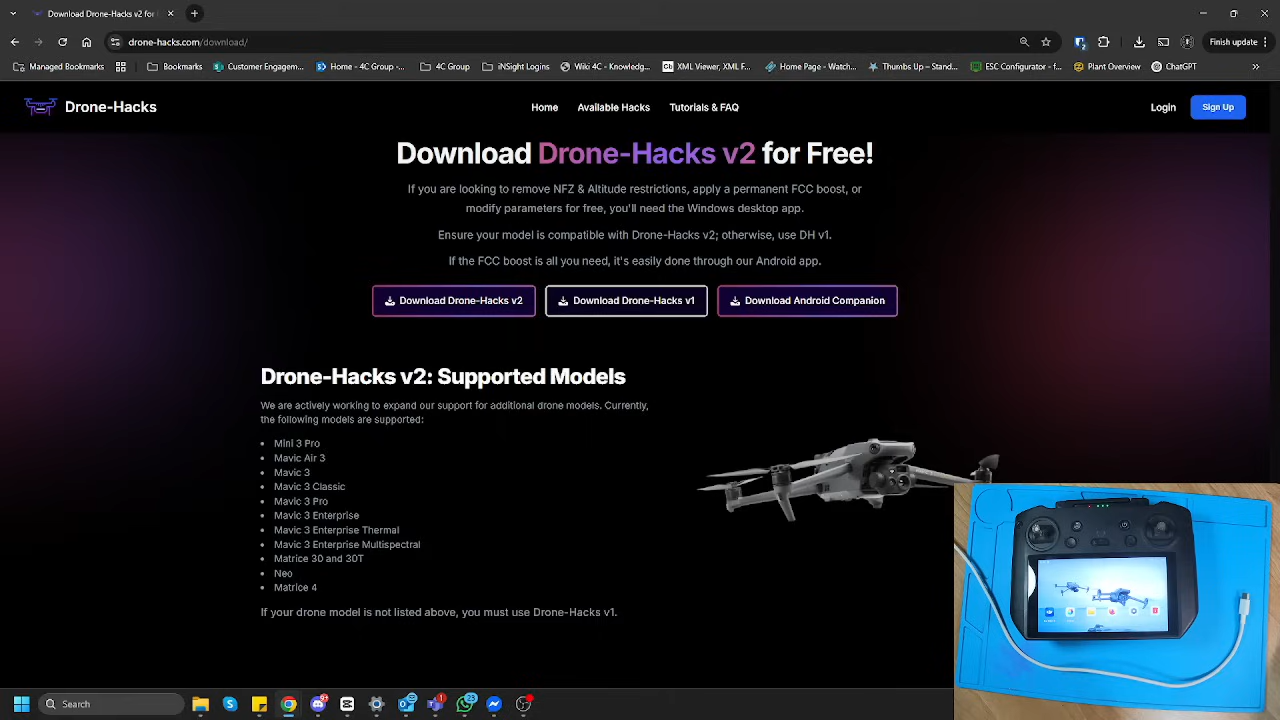 Download Drone-Hacks v2 for
drone-hacks.com/download/
Finish update
Managed Bookmarks
Bookmarks
Customer Engagem...
Home - 4C Group -...
4C Group
iNSight Logins
Wiki 4C - Knowledg...
XML Viewer, XML F...
Home Page - Watch...
Thumbs Up – Stand...
ESC Configurator - f...
Plant Overview
ChatGPT
Drone-Hacks
Home
Available Hacks
Tutorials & FAQ
Login
Sign Up
Download Drone-Hacks v2 for Free!
If you are looking to remove NFZ & Altitude restrictions, apply a permanent FCC boost, or
modify parameters for free, you'll need the Windows desktop app.
Ensure your model is compatible with Drone-Hacks v2; otherwise, use DH v1.
If the FCC boost is all you need, it's easily done through our Android app.
Download Drone-Hacks v2
Download Drone-Hacks v1
Download Android Companion
Drone-Hacks v2: Supported Models
We are actively working to expand our support for additional drone models. Currently,
the following models are supported:
Mini 3 Pro
Mavic Air 3
Mavic 3
Mavic 3 Classic
Mavic 3 Pro
Mavic 3 Enterprise
Mavic 3 Enterprise Thermal
Mavic 3 Enterprise Multispectral
Matrice 30 and 30T
Neo
Matrice 4
If your drone model is not listed above, you must use Drone-Hacks v1.
Search